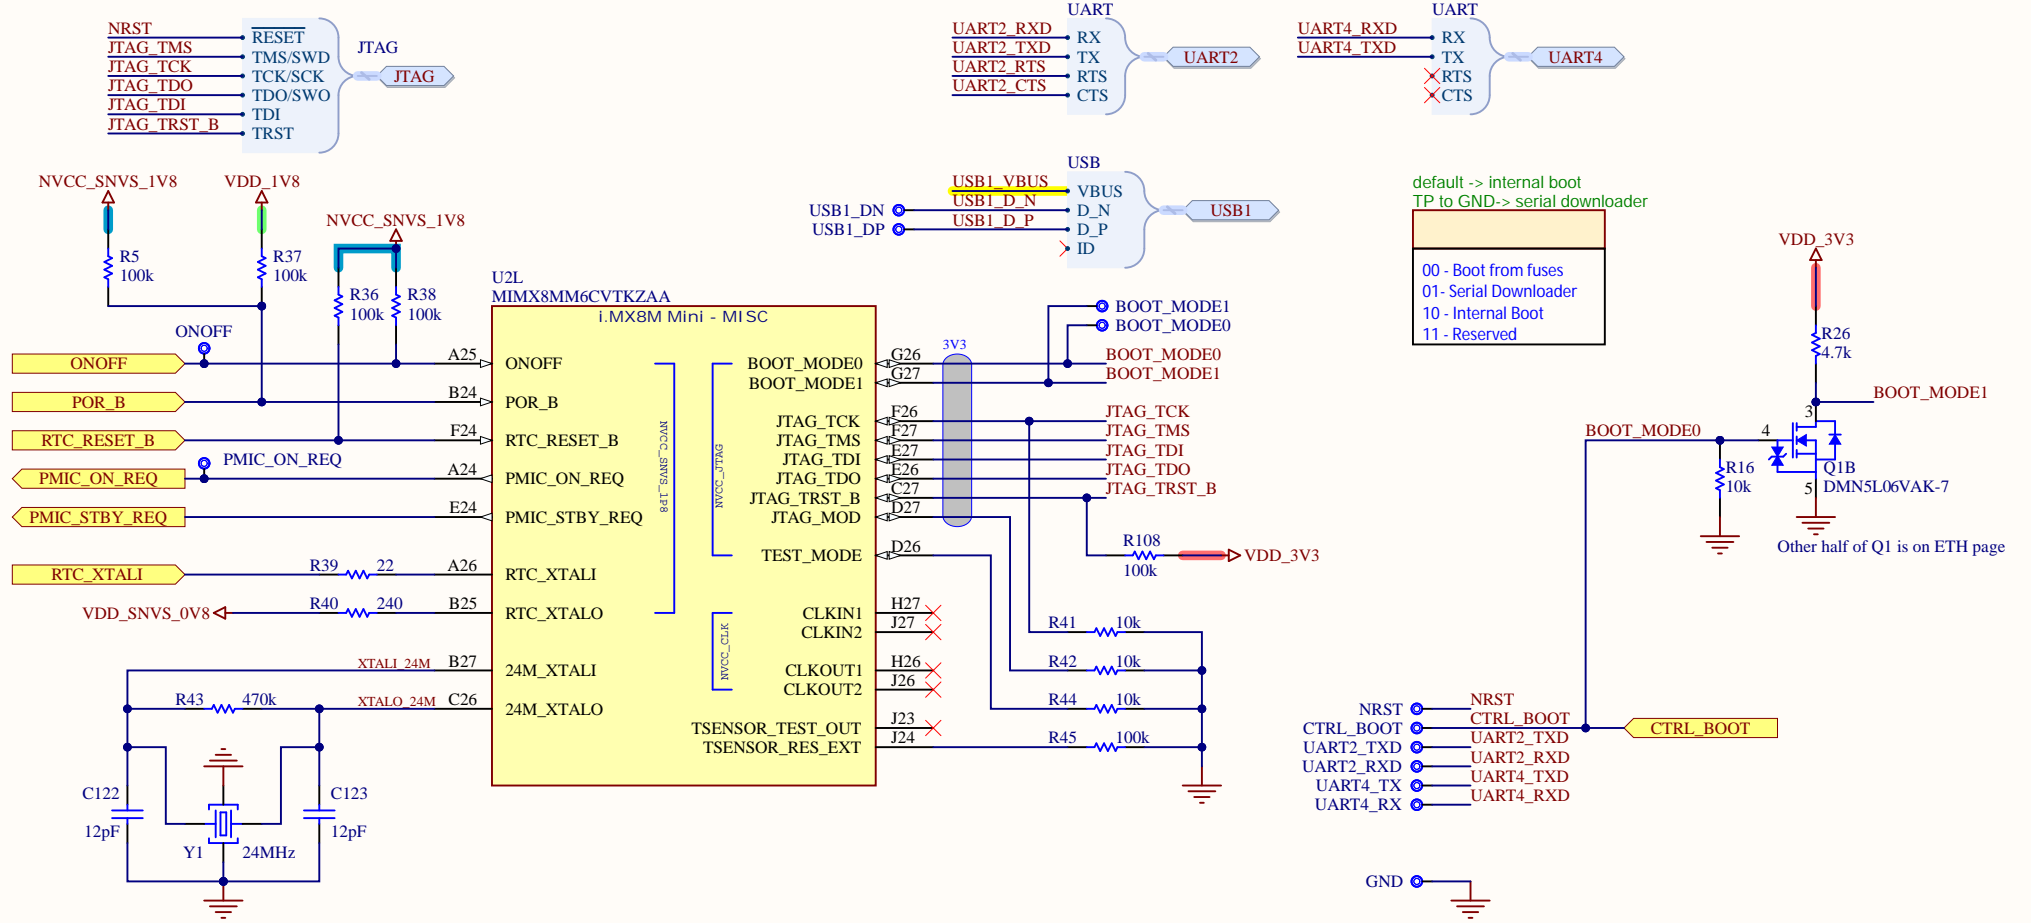 NRST
JTAG_TMS
JTAG_TCK
JTAG_TDO
JTAG_TDI
JTAG_TRST_B
RESET
TMS/SWD
TCK/SCK
TDO/SWO
TDI
TRST
JTAG
JTAG
UART
UART2_RXD
UART2_TXD
UART2_RTS
UART2_CTS
RX
TX
RTS
CTS
UART2
UART
UART4_RXD
UART4_TXD
RX
TX
RTS
CTS
UART4
USB
USB1_VBUS
USB1_D_N
USB1_D_P
USB1_DN
USB1_DP
VBUS
D_N
D_P
ID
USB1
default -> internal boot
TP to GND-> serial downloader
00 - Boot from fuses
01- Serial Downloader
10 - Internal Boot
11 - Reserved
NVCC_SNVS_1V8
VDD_1V8
NVCC_SNVS_1V8
R5
100k
R37
100k
R36
100k
R38
100k
ONOFF
ONOFF
POR_B
RTC_RESET_B
PMIC_ON_REQ
PMIC_ON_REQ
PMIC_STBY_REQ
RTC_XTALI
R39 22
VDD_SNVS_0V8
R40 240
XTALI_24M
XTALO_24M
R43 470k
C122
12pF
C123
12pF
Y1 24MHz
U2L
MIMX8MM6CVTKZAA
i.MX8M Mini - MISC
A25 ONOFF
B24 POR_B
F24 RTC_RESET_B
A24 PMIC_ON_REQ
E24 PMIC_STBY_REQ
A26 RTC_XTALI
B25 RTC_XTALO
B27 24M_XTALI
C26 24M_XTALO
NVCC_SNVS_1P8
NVCC_JTAG
NVCC_CLK
BOOT_MODE0 G26
BOOT_MODE1 G27
JTAG_TCK F26
JTAG_TMS F27
JTAG_TDI E27
JTAG_TDO E26
JTAG_TRST_B C27
JTAG_MOD D27
TEST_MODE D26
CLKIN1 H27
CLKIN2 J27
CLKOUT1 H26
CLKOUT2 J26
TSENSOR_TEST_OUT J23
TSENSOR_RES_EXT J24
3V3
BOOT_MODE1
BOOT_MODE0
BOOT_MODE0
BOOT_MODE1
JTAG_TCK
JTAG_TMS
JTAG_TDI
JTAG_TDO
JTAG_TRST_B
R108
100k
VDD_3V3
R41 10k
R42 10k
R44 10k
R45 100k
VDD_3V3
R26
4.7k
BOOT_MODE1
BOOT_MODE0
3
4
5
R16
10k
Q1B
DMN5L06VAK-7
Other half of Q1 is on ETH page
NRST NRST
CTRL_BOOT CTRL_BOOT
UART2_TXD UART2_TXD
UART2_RXD UART2_RXD
UART4_TX UART4_TXD
UART4_RX UART4_RXD
CTRL_BOOT
GND